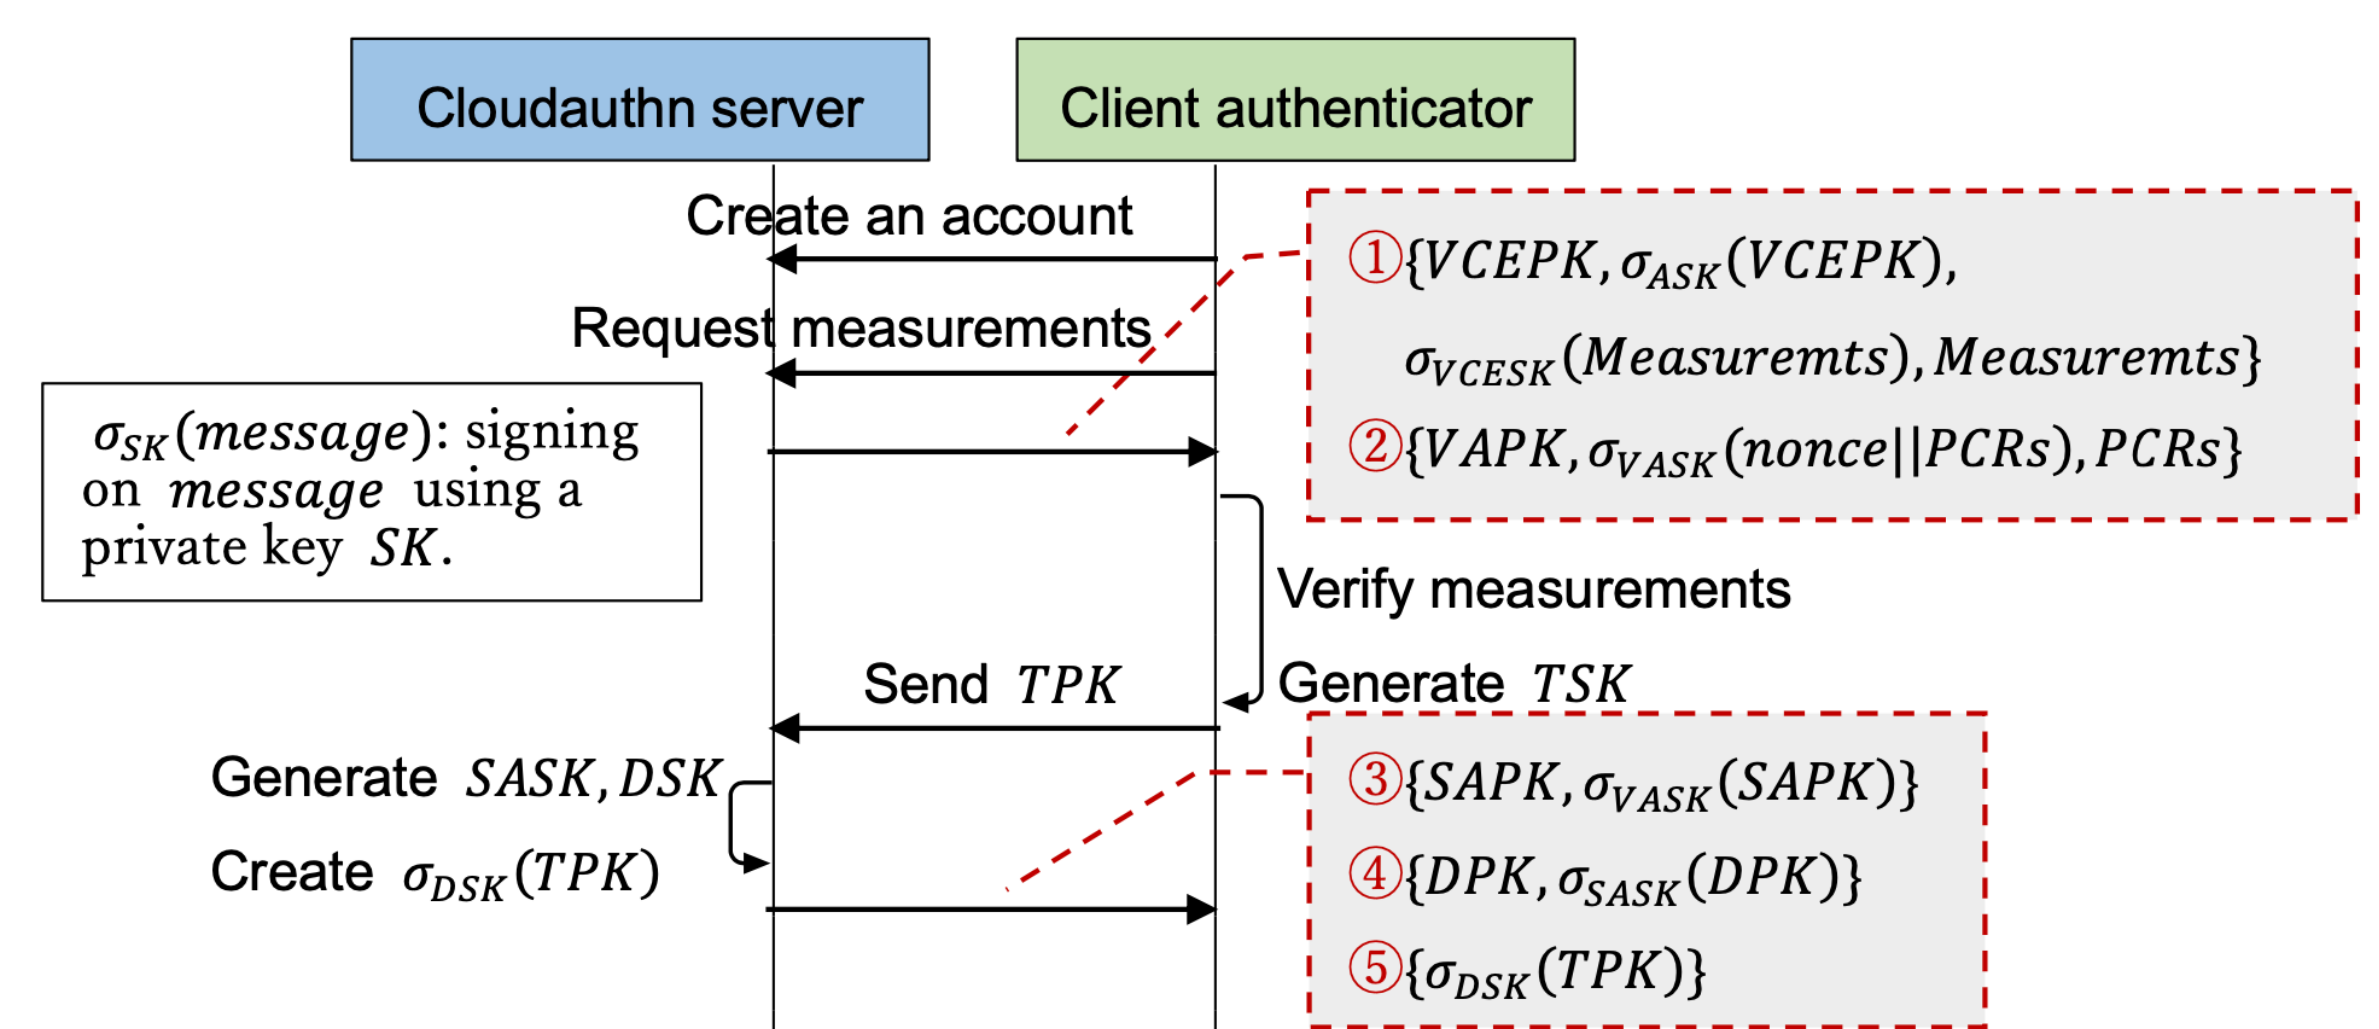 Cloudauthn server
Client authenticator
Create an account
①{VCEPK, σ_ASK(VCEPK),
σ_VCESK(Measuremts), Measuremts}
②{VAPK, σ_VASK(nonce||PCRs), PCRs}
Request measurements
σ_SK(message): signing
on message using a
private key SK.
Verify measurements
Send TPK
Generate TSK
Generate SASK, DSK
Create σ_DSK(TPK)
③{SAPK, σ_VASK(SAPK)}
④{DPK, σ_SASK(DPK)}
⑤{σ_DSK(TPK)}